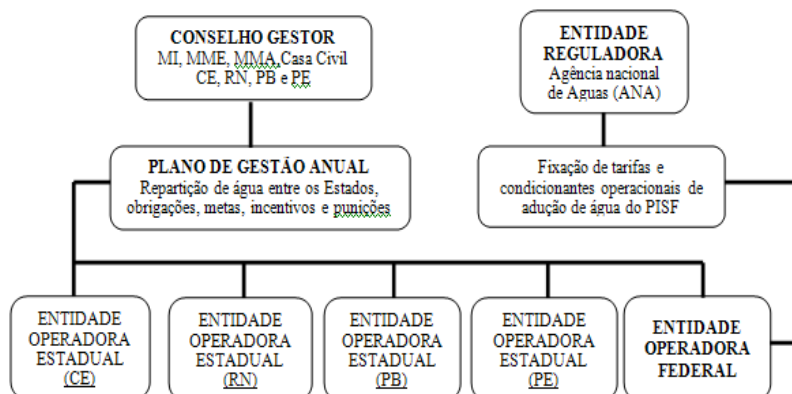 CONSELHO GESTOR
MI, MME, MMA,Casa Civil
CE, RN, PB e PE
ENTIDADE
REGULADORA
Agência nacional
de Aguas (ANA)
PLANO DE GESTÃO ANUAL
Repartição de água entre os Estados,
obrigações, metas, incentivos e punições
Fixação de tarifas e
condicionantes operacionais de
adução de água do PISF
ENTIDADE
OPERADORA
ESTADUAL
(CE)
ENTIDADE
OPERADORA
ESTADUAL
(RN)
ENTIDADE
OPERADORA
ESTADUAL
(PB)
ENTIDADE
OPERADORA
ESTADUAL
(PE)
ENTIDADE
OPERADORA
FEDERAL